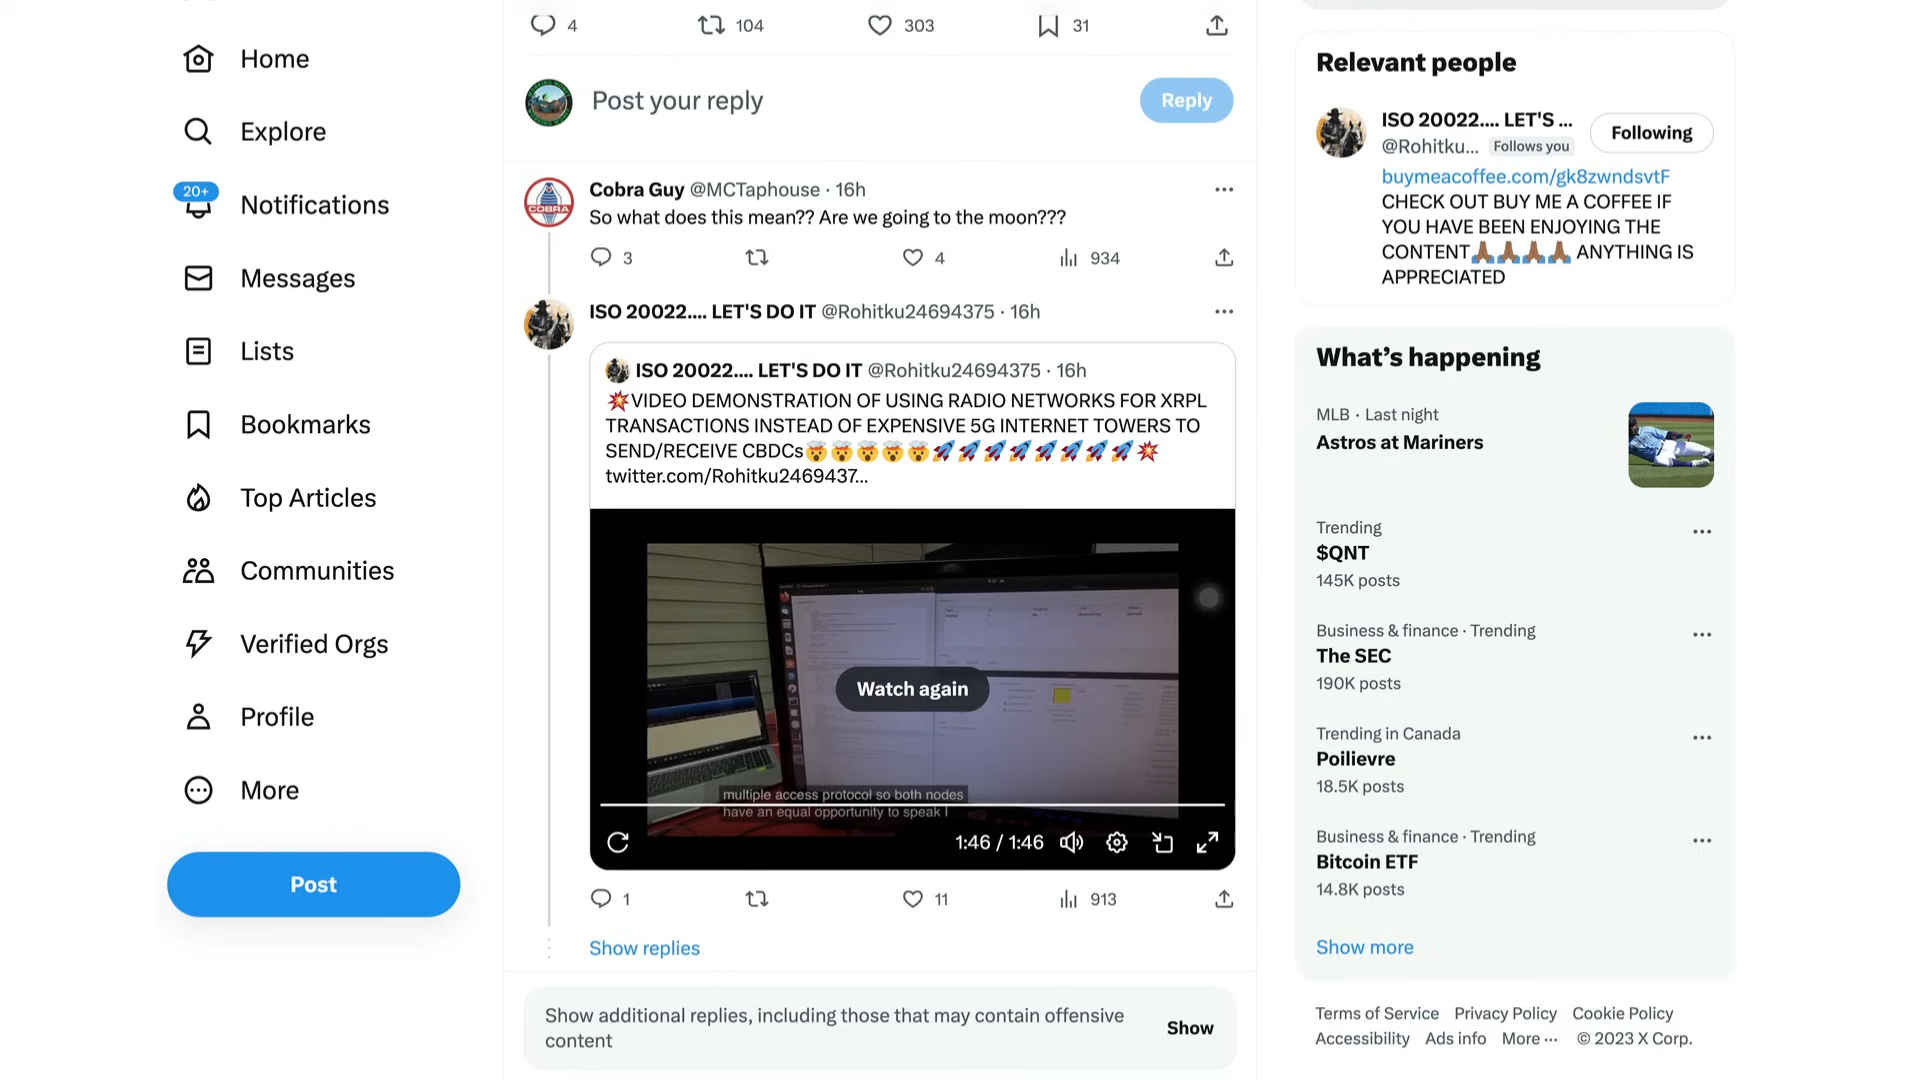 Home
Explore
20+
Notifications
Messages
Lists
Bookmarks
Top Articles
Communities
Verified Orgs
Profile
More
Post
4 104 303 31
Post your reply
Reply
Cobra Guy @MCTaphouse · 16h
COBRA
So what does this mean?? Are we going to the moon???
3 4 934
ISO 20022.... LET'S DO IT @Rohitku24694375 · 16h
ISO 20022.... LET'S DO IT @Rohitku24694375 · 16h
💥VIDEO DEMONSTRATION OF USING RADIO NETWORKS FOR XRPL
TRANSACTIONS INSTEAD OF EXPENSIVE 5G INTERNET TOWERS TO
SEND/RECEIVE CBDCs🤯🤯🤯🤯🤯🚀🚀🚀🚀🚀🚀🚀🚀💥
twitter.com/Rohitku2469437...
Watch again
multiple access protocol so both nodes
have an equal opportunity to speak I
1:46 / 1:46
1 11 913
Show replies
Show additional replies, including those that may contain offensive
content
Show
Relevant people
ISO 20022.... LET'S ...
@Rohitku... Follows you
Following
buymeacoffee.com/gk8zwndsvtF
CHECK OUT BUY ME A COFFEE IF
YOU HAVE BEEN ENJOYING THE
CONTENT🙏🏾🙏🏾🙏🏾🙏🏾 ANYTHING IS
APPRECIATED
What's happening
MLB · Last night
Astros at Mariners
Trending
$QNT
145K posts
Business & finance · Trending
The SEC
190K posts
Trending in Canada
Poilievre
18.5K posts
Business & finance · Trending
Bitcoin ETF
14.8K posts
Show more
Terms of Service Privacy Policy Cookie Policy
Accessibility Ads info More ··· © 2023 X Corp.